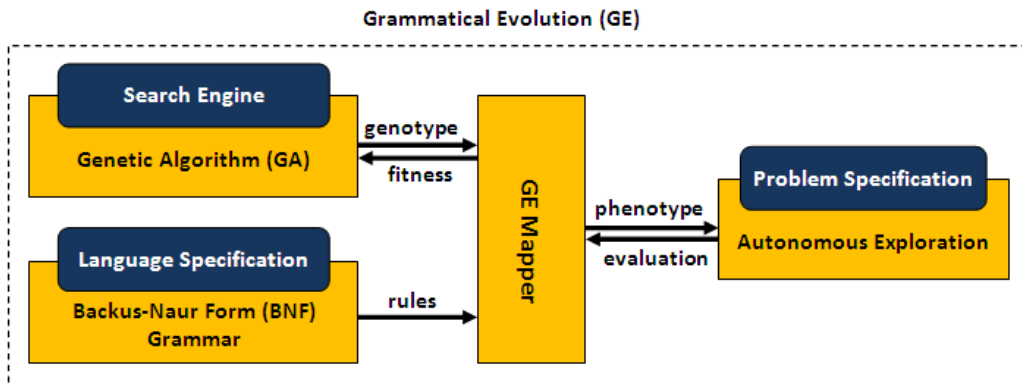 Grammatical Evolution (GE)
Search Engine
Genetic Algorithm (GA)
genotype
fitness
Language Specification
Backus-Naur Form (BNF)
Grammar
rules
GE Mapper
phenotype
evaluation
Problem Specification
Autonomous Exploration